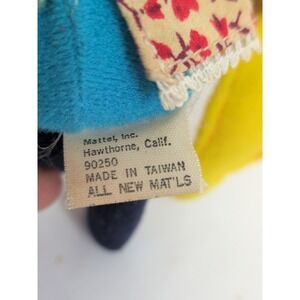 Mattel, Inc.
Hawthorne, Calif.
90250
MADE IN TAIWAN
ALL NEW MAT'LS